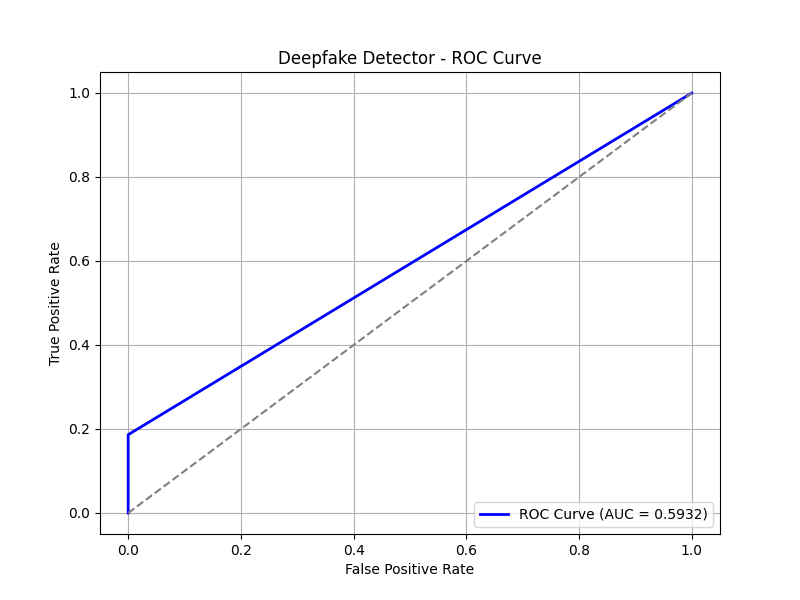 Deepfake Detector - ROC Curve
True Positive Rate
1.0
0.8
0.6
0.4
0.2
0.0
ROC Curve (AUC = 0.5932)
0.0 0.2 0.4 0.6 0.8 1.0
False Positive Rate